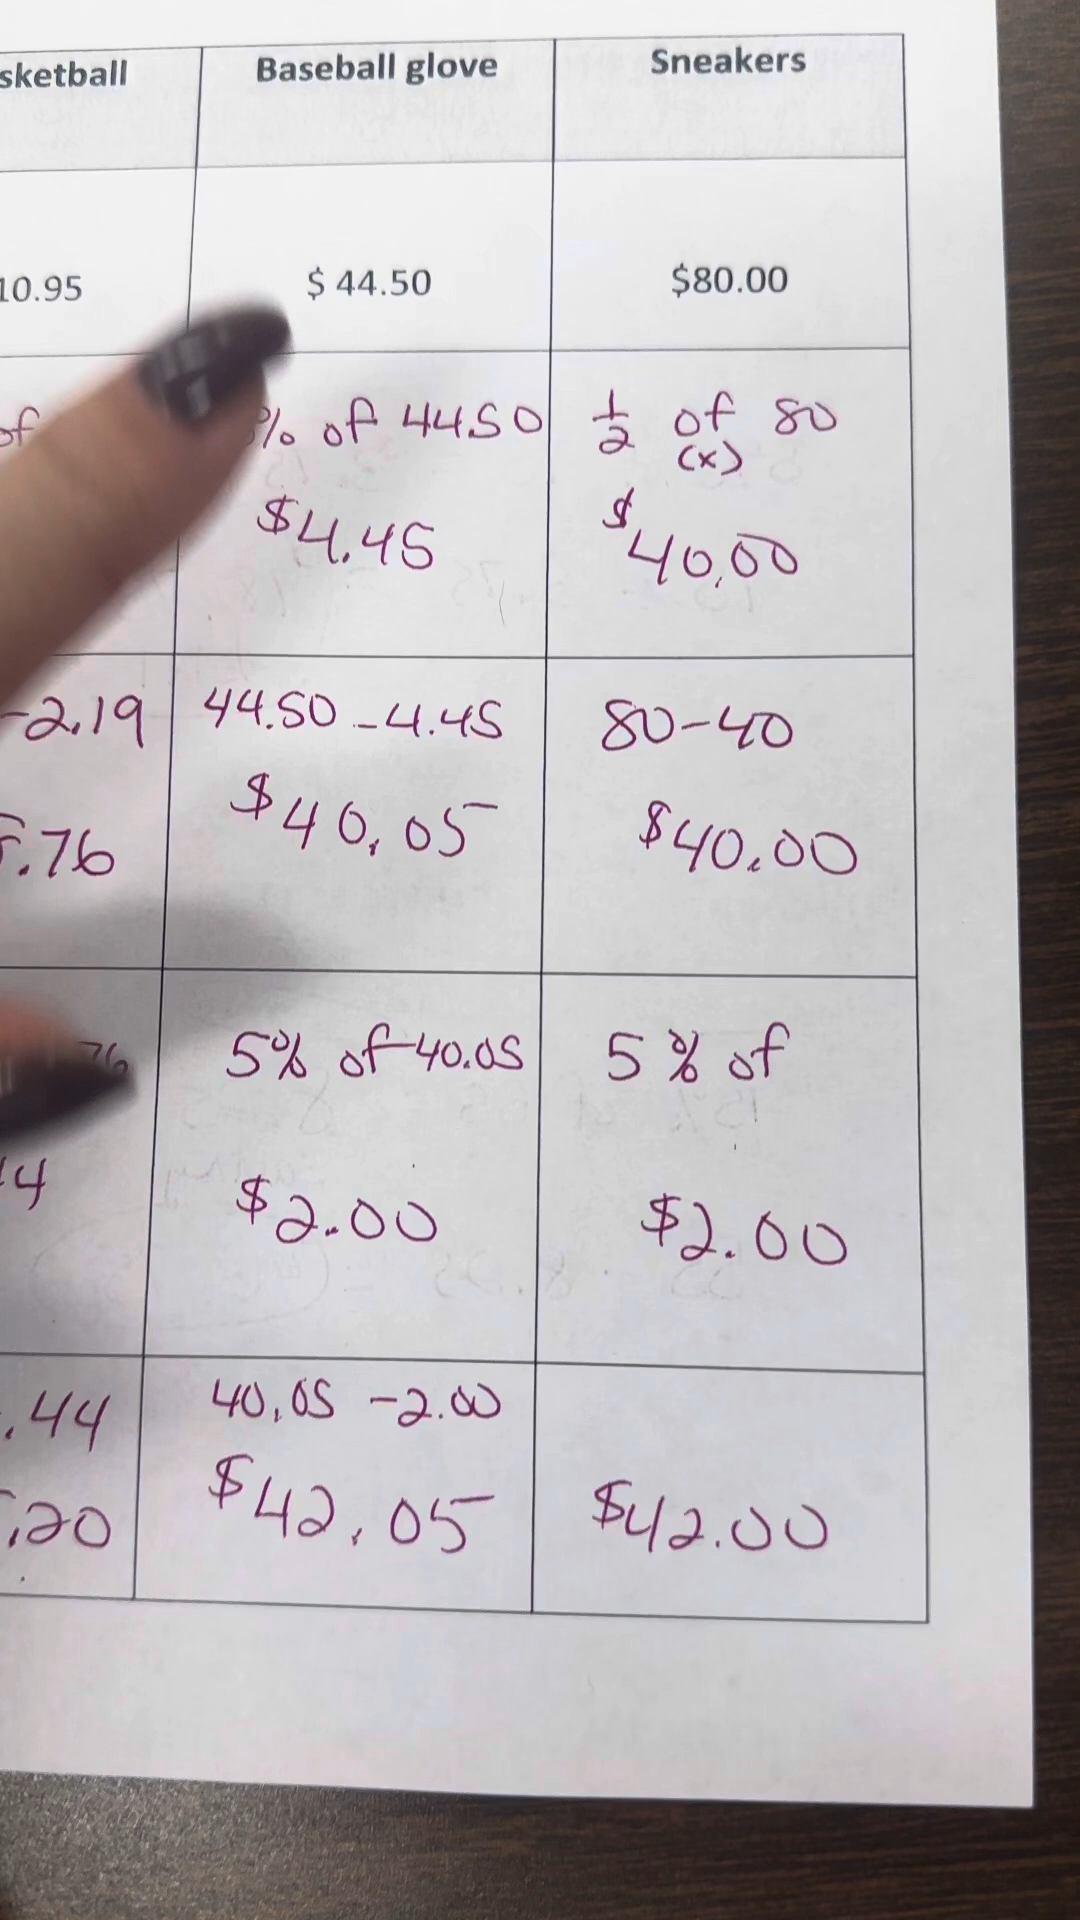 sketball Baseball glove Sneakers
10.95 $ 44.50 $80.00
of % of 44.50 1/2 of 80
(x)
$4.45 $40.00
-2.19 44.50 - 4.45 80-40
.76 $40.05 $40.00
76 5% of 40.05 5% of
4 $2.00 $2.00
.44 40.05 - 2.00
.20 $42.05 $42.00